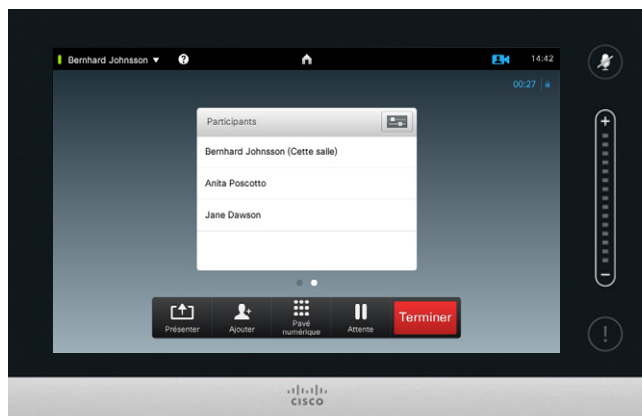 Bernhard Johnsson ▼
?
14:42
00:27
Participants
Bernhard Johnsson (Cette salle)
Anita Poscotto
Jane Dawson
Présenter
Ajouter
Pavé
numérique
Attente
Terminer
+
−
!
CISCO